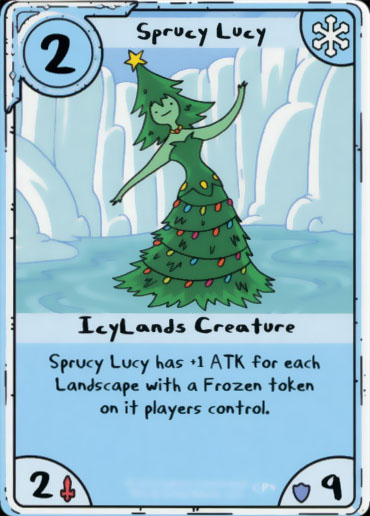 2
Sprucy Lucy
IcyLands Creature
Sprucy Lucy has +1 ATK for each
Landscape with a Frozen token
on it players control.
2
9